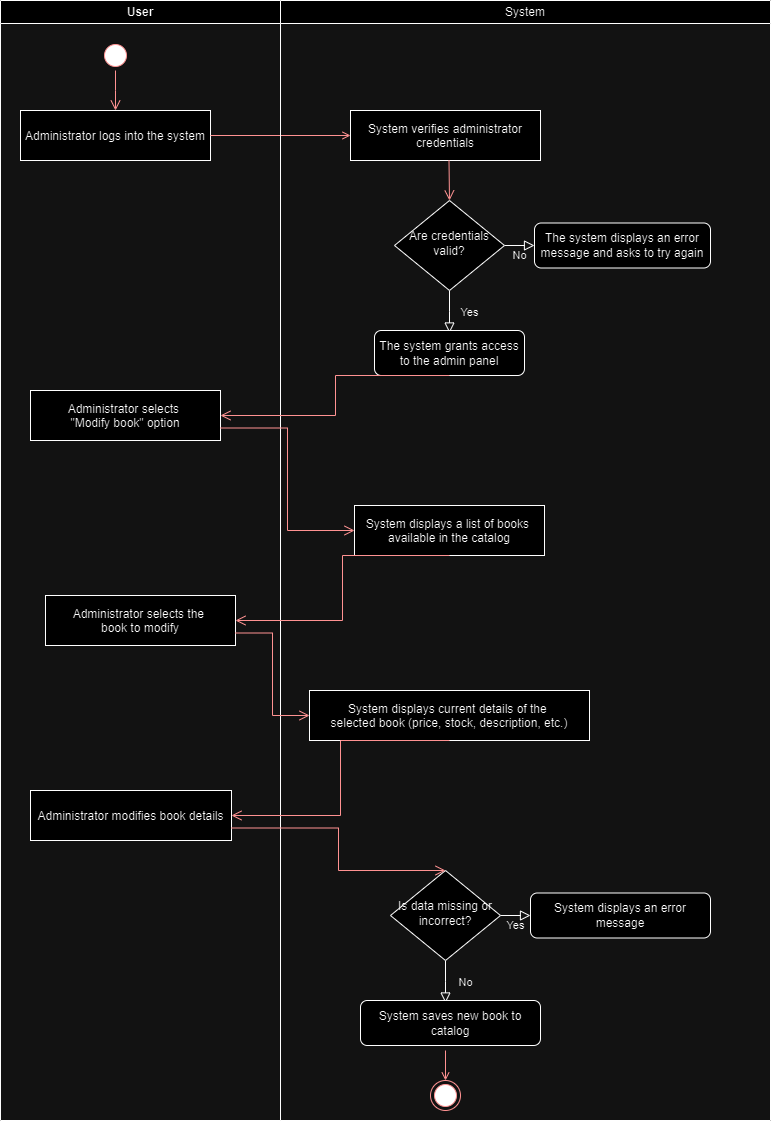 User
System
Administrator logs into the system
System verifies administrator
credentials
Are credentials
valid?
No
The system displays an error
message and asks to try again
Yes
The system grants access
to the admin panel
Administrator selects
"Modify book" option
System displays a list of books
available in the catalog
Administrator selects the
book to modify
System displays current details of the
selected book (price, stock, description, etc.)
Administrator modifies book details
Is data missing or
incorrect?
Yes
System displays an error
message
No
System saves new book to
catalog